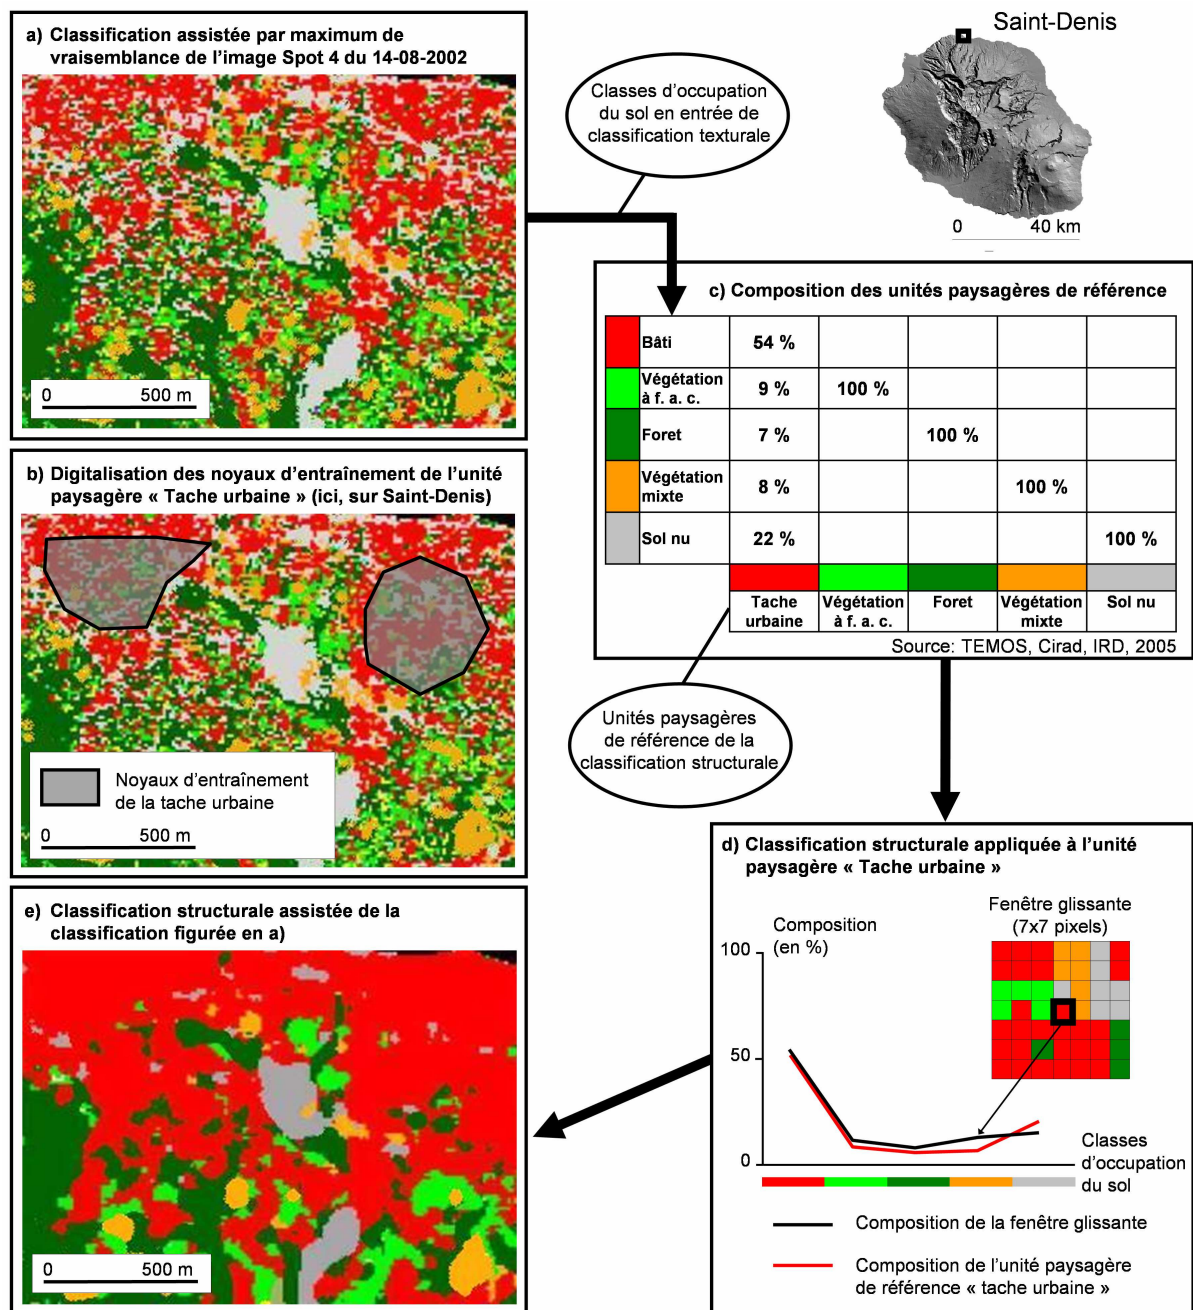 a) Classification assistée par maximum de
vraisemblance de l'image Spot 4 du 14-08-2002
0 500 m
Classes d'occupation
du sol en entrée de
classification texturale
Saint-Denis
0 40 km
b) Digitalisation des noyaux d'entraînement de l'unité
paysagère « Tache urbaine » (ici, sur Saint-Denis)
Noyaux d'entraînement
de la tache urbaine
0 500 m
c) Composition des unités paysagères de référence
Bâti 54 %
Végétation
à f. a. c. 9 % 100 %
Foret 7 % 100 %
Végétation
mixte 8 % 100 %
Sol nu 22 % 100 %
Tache Végétation Foret Végétation Sol nu
urbaine à f. a. c. mixte
Source: TEMOS, Cirad, IRD, 2005
Unités paysagères
de référence de la
classification structurale
d) Classification structurale appliquée à l'unité
paysagère « Tache urbaine »
Fenêtre glissante
(7x7 pixels)
Composition
(en %)
100
50
0
Classes
d'occupation
du sol
Composition de la fenêtre glissante
Composition de l'unité paysagère
de référence « tache urbaine »
e) Classification structurale assistée de la
classification figurée en a)
0 500 m